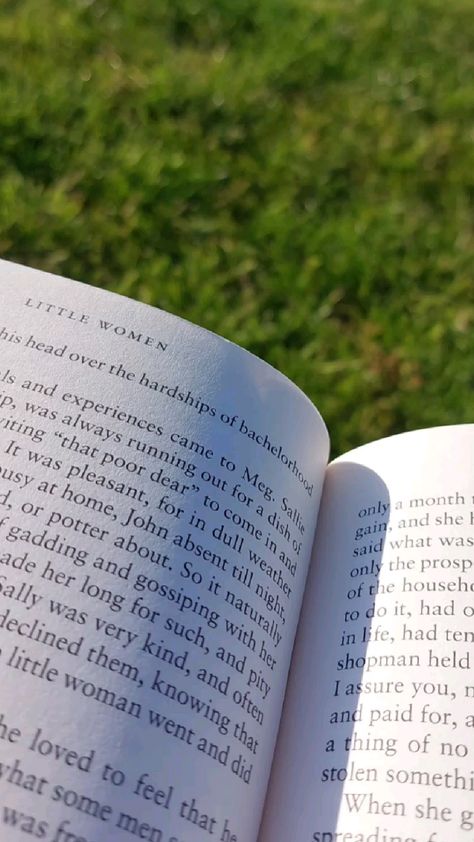 LITTLE WOMEN
his head over the hardships of bachelorhood
ls and experiences came to Meg. Sallie
ip, was always running out for a dish of
viting “that poor dear” to come in and
It was pleasant, for in dull weather
busy at home, John absent till night,
d, or potter about. So it naturally
f gadding and gossiping with her
ade her long for such, and pity
Sally was very kind, and often
declined them, knowing that
little woman went and did
he loved to feel that he
what some men
was fre
only a month
gain, and she h
said what was
only the prosp
of the househ
to do it, had o
in life, had ten
shopman held
I assure you, n
and paid for, a
a thing of no
stolen somethi
When she g
spreading f